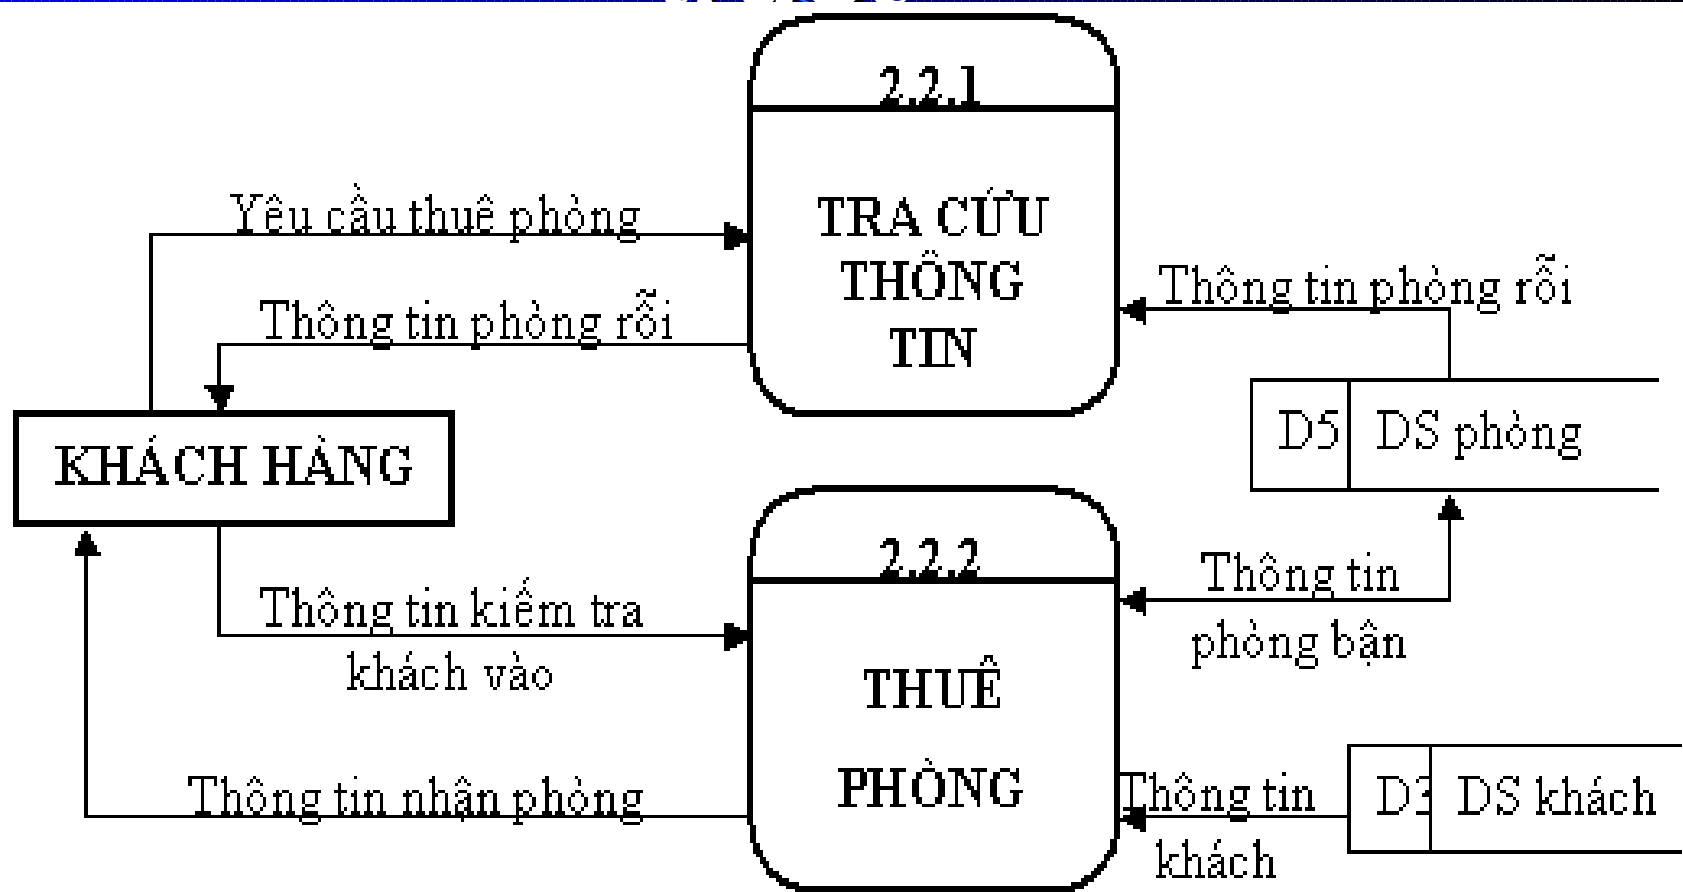 2.2.1
TRA CỨU
THÔNG
TIN
Yêu cầu thuê phòng
Thông tin phòng rỗi
Thông tin phòng rỗi
KHÁCH HÀNG
D5 DS phòng
2.2.2
THUÊ
PHÒNG
Thông tin kiểm tra
khách vào
Thông tin
phòng bận
Thông tin nhận phòng
Thông tin
khách
DS khách